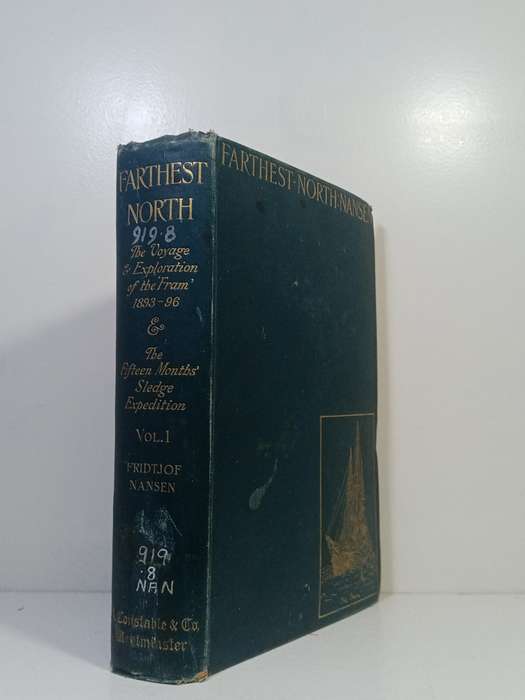 FARTHEST
NORTH
919.8
The Voyage
& Exploration
of the 'Fram'
1893-96
&
The
Fifteen Months'
Sledge
Expedition
VOL.1
FRIDTJOF
NANSEN
919
.8
NAN
Constable & Co.
Westminster
FARTHEST·NORTH·NANSEN